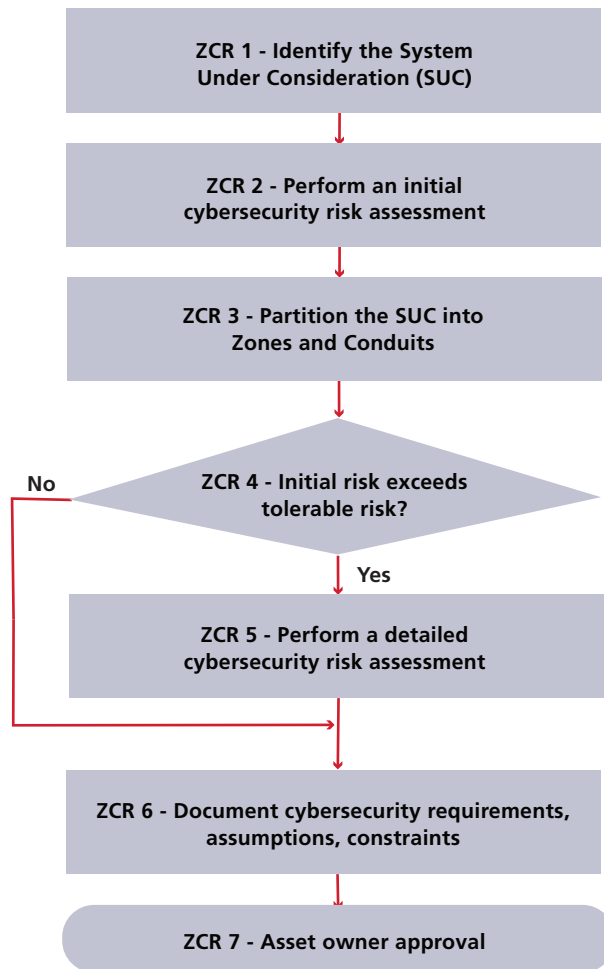 ZCR 1 - Identify the System
Under Consideration (SUC)
ZCR 2 - Perform an initial
cybersecurity risk assessment
ZCR 3 - Partition the SUC into
Zones and Conduits
ZCR 4 - Initial risk exceeds
tolerable risk?
No
Yes
ZCR 5 - Perform a detailed
cybersecurity risk assessment
ZCR 6 - Document cybersecurity requirements,
assumptions, constraints
ZCR 7 - Asset owner approval